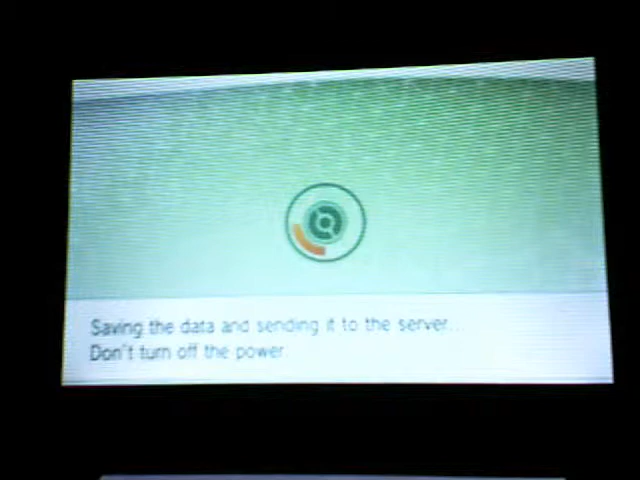 Saving the data and sending it to the server...
Don't turn off the power